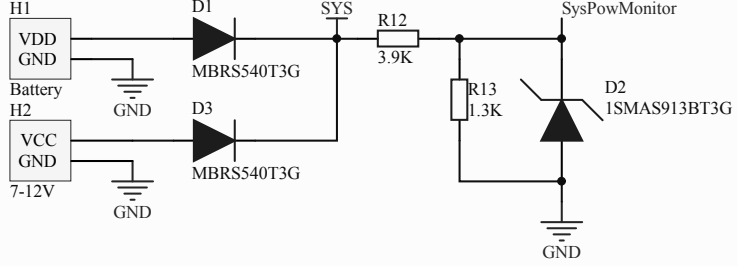 H1
D1
SYS
SysPowMonitor
R12
VDD
GND
3.9K
MBRS540T3G
Battery
GND
R13
1.3K
D2
1SMAS913BT3G
H2
D3
VCC
GND
MBRS540T3G
7-12V
GND
GND